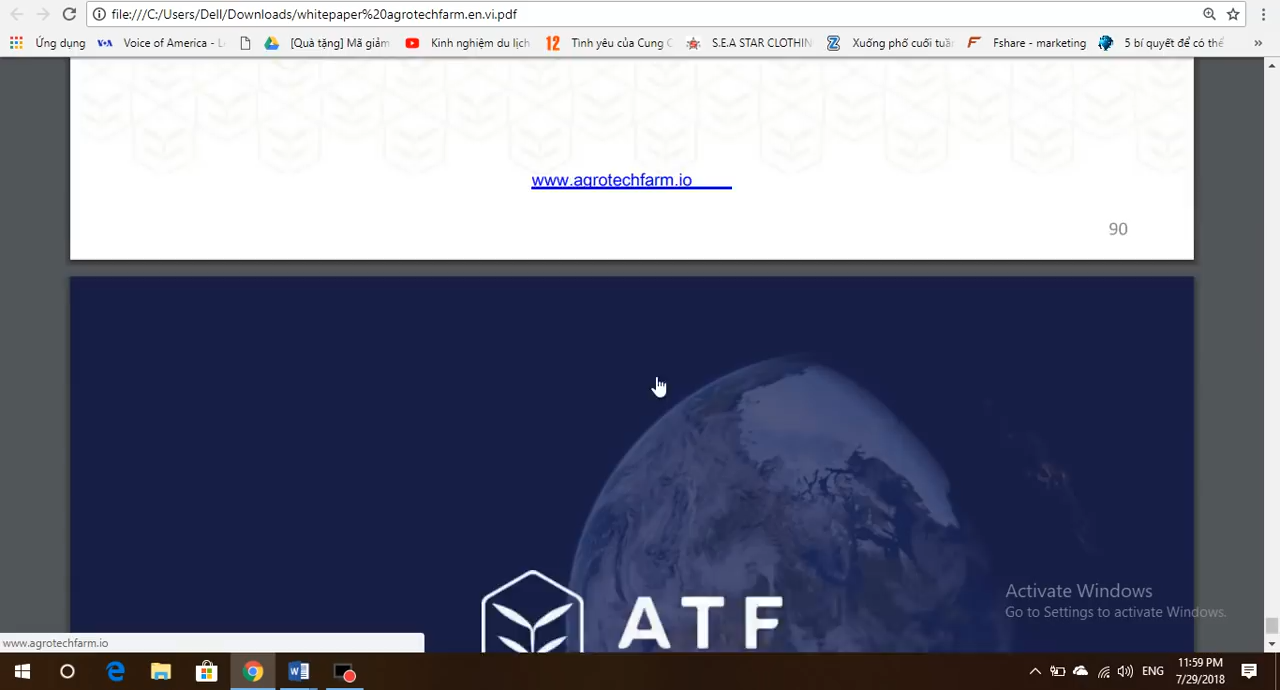 file:///C:/Users/Dell/Downloads/whitepaper%20agrotechfarm.en.vi.pdf
Ứng dụng
VOA
Voice of America - L
[Quà tặng] Mã giảm
Kinh nghiệm du lịch
12
Tình yêu của Cung C
S.E.A STAR CLOTHIN
Z
Xuống phố cuối tuần
F
Fshare - marketing
5 bí quyết để có thể
»
www.agrotechfarm.io
90
ATF
Activate Windows
Go to Settings to activate Windows.
www.agrotechfarm.io
ENG
11:59 PM
7/29/2018